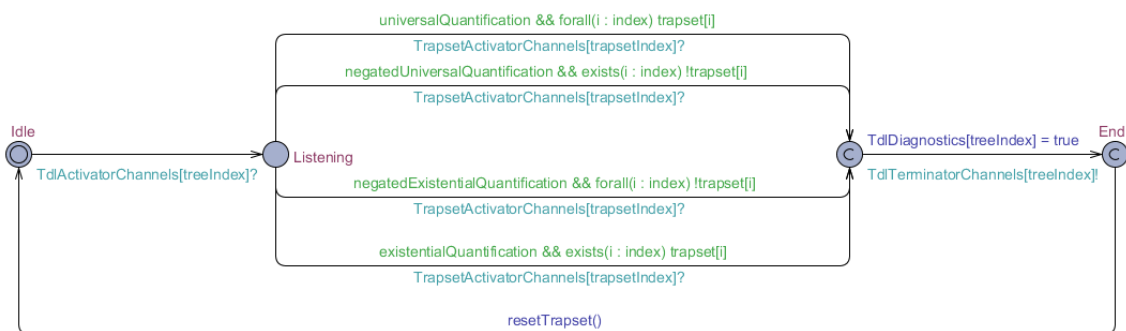 universalQuantification && forall(i : index) trapset[i]
TrapsetActivatorChannels[trapsetIndex]?
negatedUniversalQuantification && exists(i : index) !trapset[i]
TrapsetActivatorChannels[trapsetIndex]?
Idle
TdlActivatorChannels[treeIndex]?
Listening
C
TdlDiagnostics[treeIndex] = true
TdlTerminatorChannels[treeIndex]!
End
C
negatedExistentialQuantification && forall(i : index) !trapset[i]
TrapsetActivatorChannels[trapsetIndex]?
existentialQuantification && exists(i : index) trapset[i]
TrapsetActivatorChannels[trapsetIndex]?
resetTrapset()